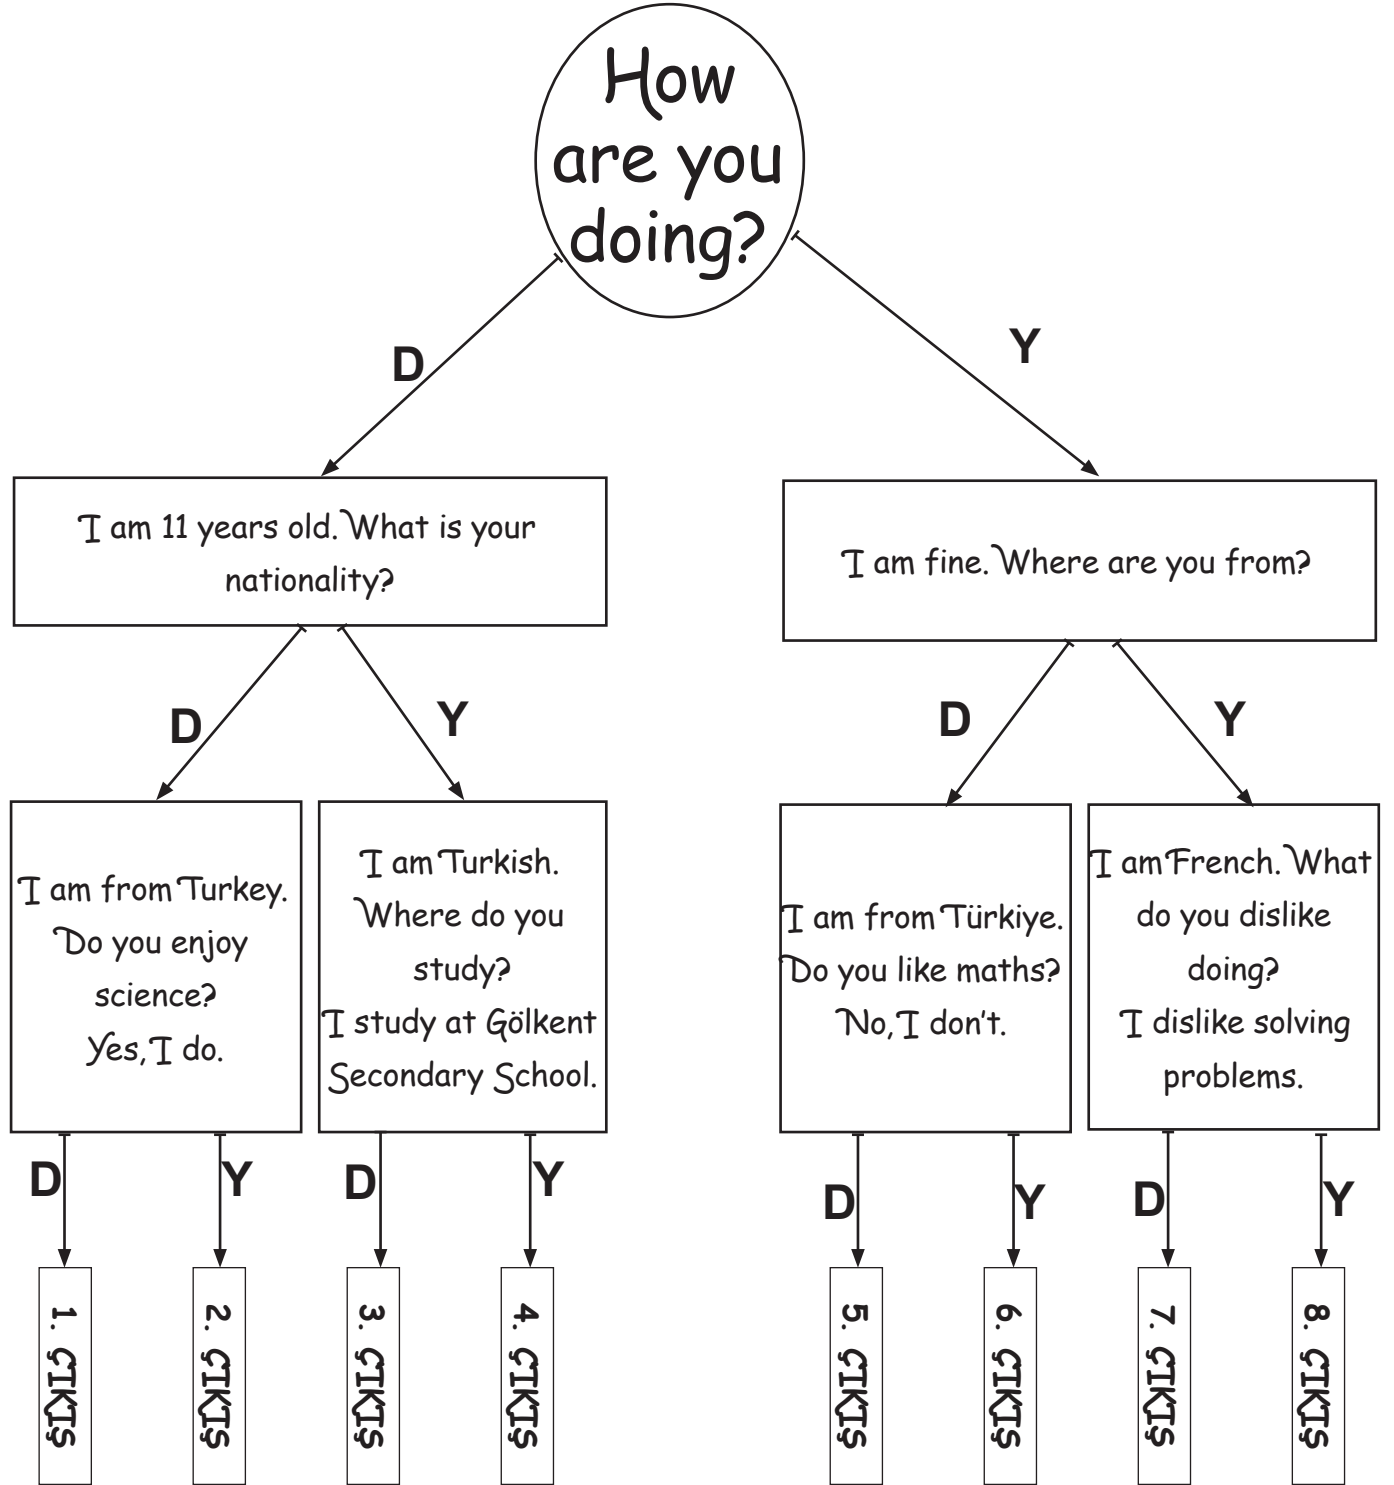 How
are you
doing?
D
Y
I am 11 years old. What is your
nationality?
I am fine. Where are you from?
D
Y
D
Y
I am from Turkey.
Do you enjoy
science?
Yes, I do.
I am Turkish.
Where do you
study?
I study at Gölkent
Secondary School.
I am from Türkiye.
Do you like maths?
No, I don't.
I am French. What
do you dislike
doing?
I dislike solving
problems.
D
Y
D
Y
D
Y
D
Y
1. ÇIKIŞ
2. ÇIKIŞ
3. ÇIKIŞ
4. ÇIKIŞ
5. ÇIKIŞ
6. ÇIKIŞ
7. ÇIKIŞ
8. ÇIKIŞ